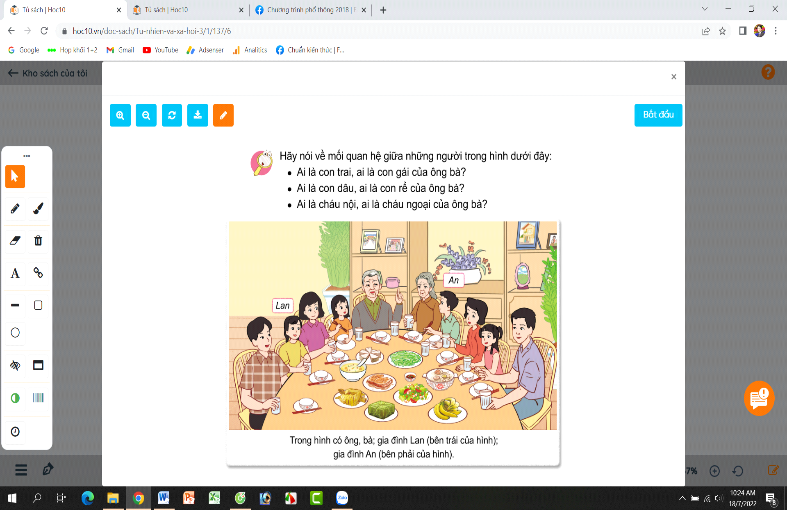 Tủ sách | Hoc10
Tủ sách | Hoc10
Chương trình phổ thông 2018 | F
hoc10.vn/doc-sach/Tu-nhien-va-xa-hoi-3/1/137/6
Google
Họp khối 1 - 2
Gmail
YouTube
Adsenser
Analitics
Chuẩn kiến thức | F...
Kho sách của tôi
Bắt đầu
Hãy nói về mối quan hệ giữa những người trong hình dưới đây:
Ai là con trai, ai là con gái của ông bà?
Ai là con dâu, ai là con rể của ông bà?
Ai là cháu nội, ai là cháu ngoại của ông bà?
An
Lan
Trong hình có ông, bà; gia đình Lan (bên trái của hình);
gia đình An (bên phải của hình).
7%
10:24 AM
18/7/2022